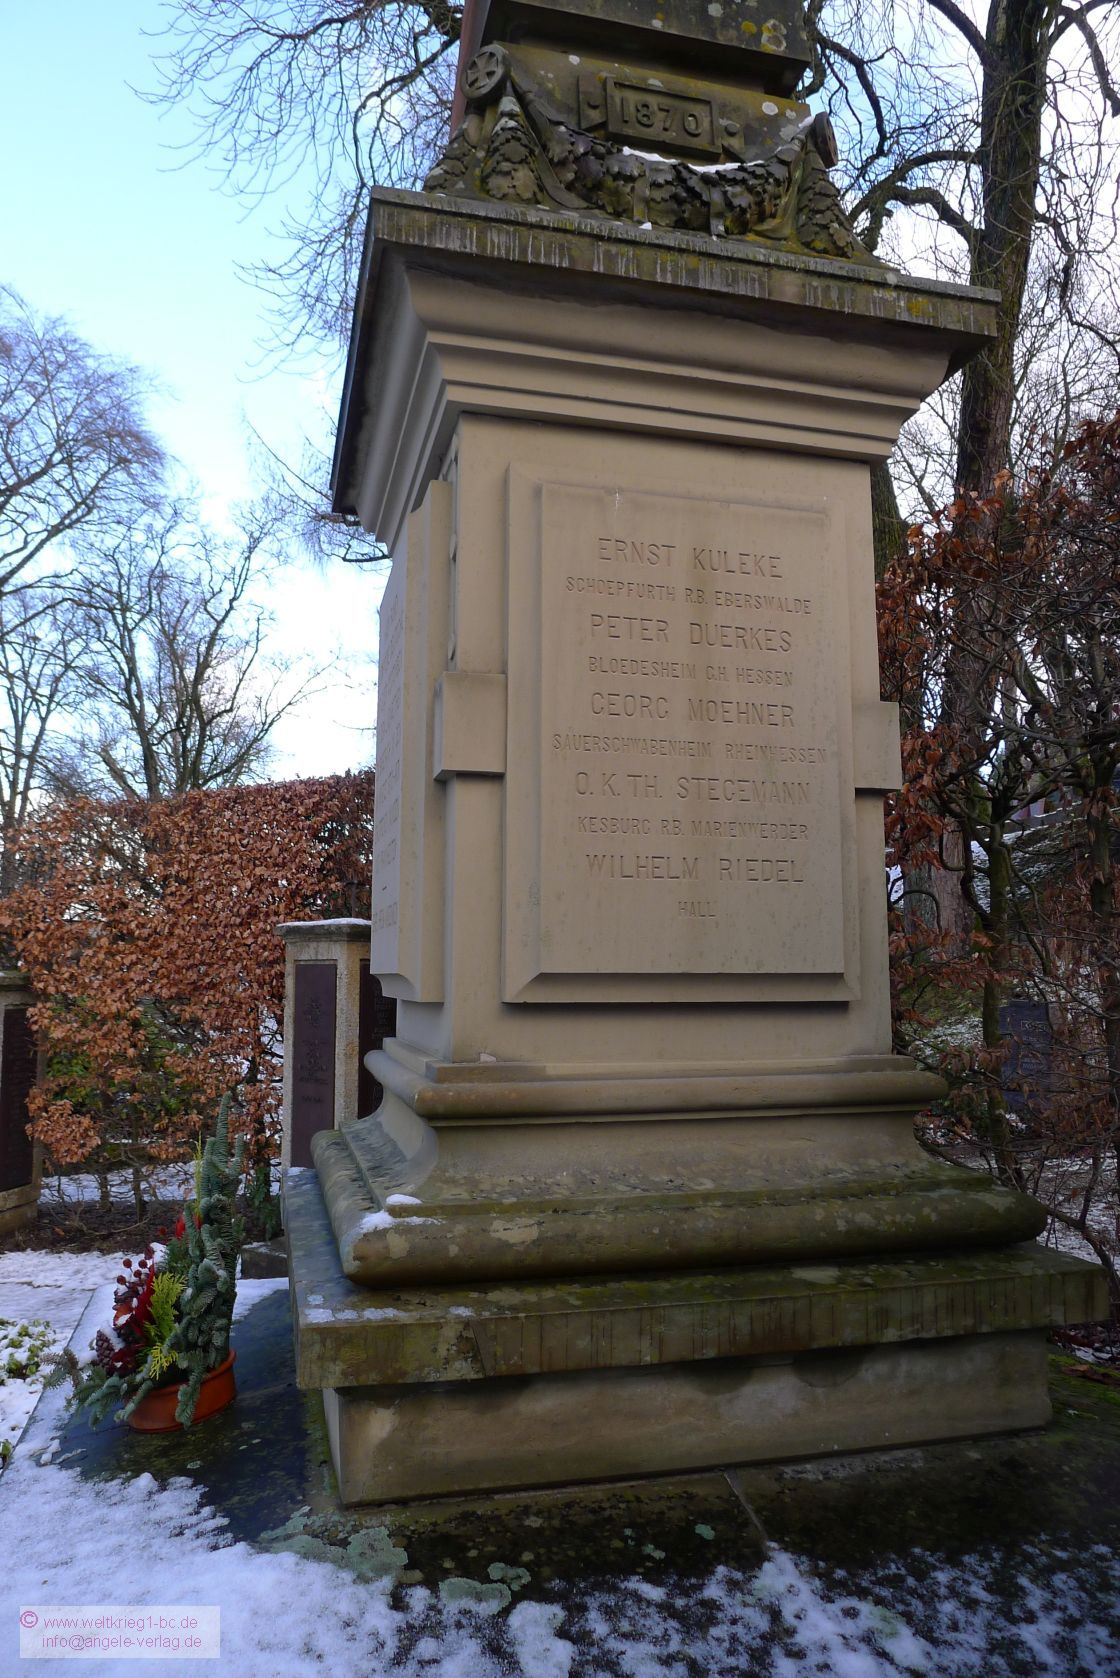 1870
ERNST KULEKE
SCHOEPFURTH R.B. EBERSWALDE
PETER DUERKES
BLOEDESHEIM G.H. HESSEN
GEORG MOEHNER
SAUERSCHWABENHEIM RHEINHESSEN
O.K.TH. STEGEMANN
KESBURG R.B. MARIENWERDER
WILHELM RIEDEL
HALL
© www.weltkrieg1-bc.de
info@angele-verlag.de